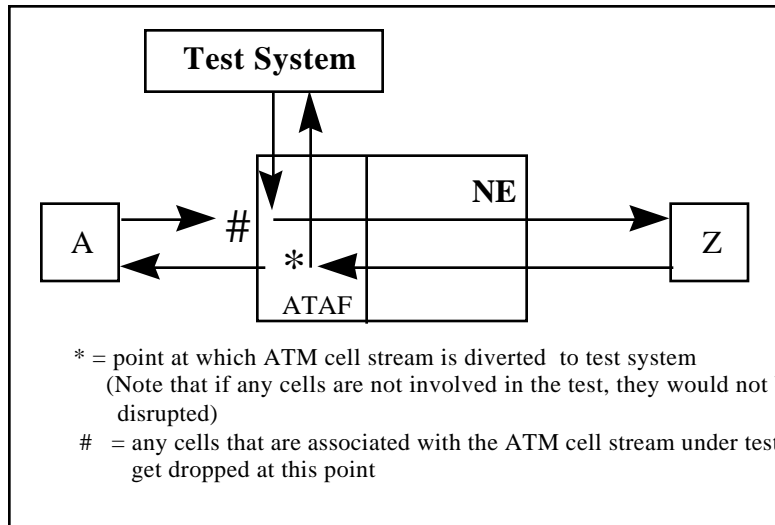 Test System
NE
#
A
Z
*
ATAF
* = point at which ATM cell stream is diverted to test system
(Note that if any cells are not involved in the test, they would not
disrupted)
# = any cells that are associated with the ATM cell stream under test
get dropped at this point